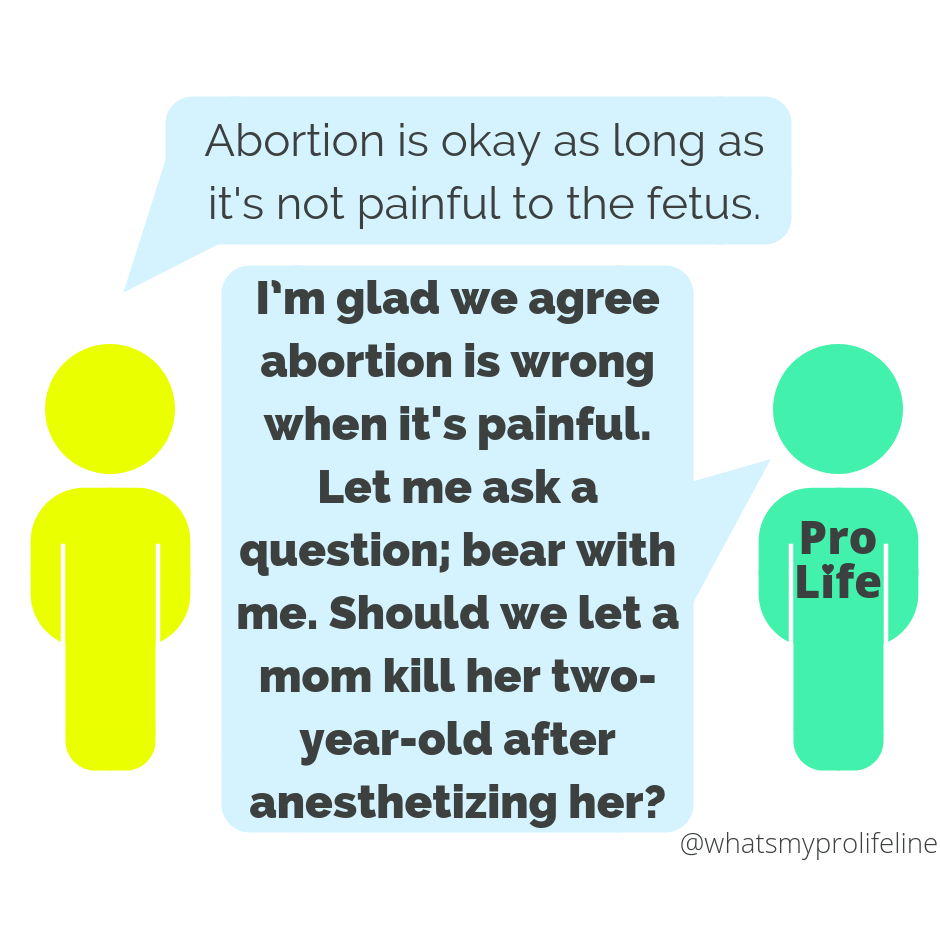 Abortion is okay as long as
it's not painful to the fetus.
I’m glad we agree
abortion is wrong
when it's painful.
Let me ask a
question; bear with
me. Should we let a
mom kill her two-
year-old after
anesthetizing her?
Pro
Life
@whatsmyprolifeline